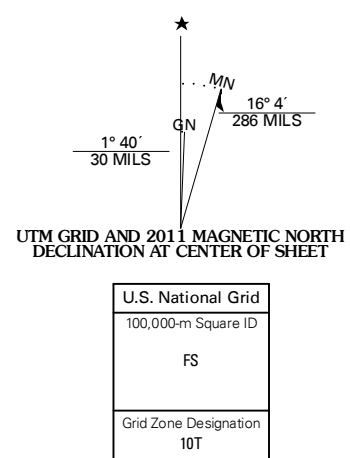 ★
MN
16° 4´
286 MILS
GN
1° 40´
30 MILS
UTM GRID AND 2011 MAGNETIC NORTH
DECLINATION AT CENTER OF SHEET
U.S. National Grid
100,000-m Square ID
FS
Grid Zone Designation
10T